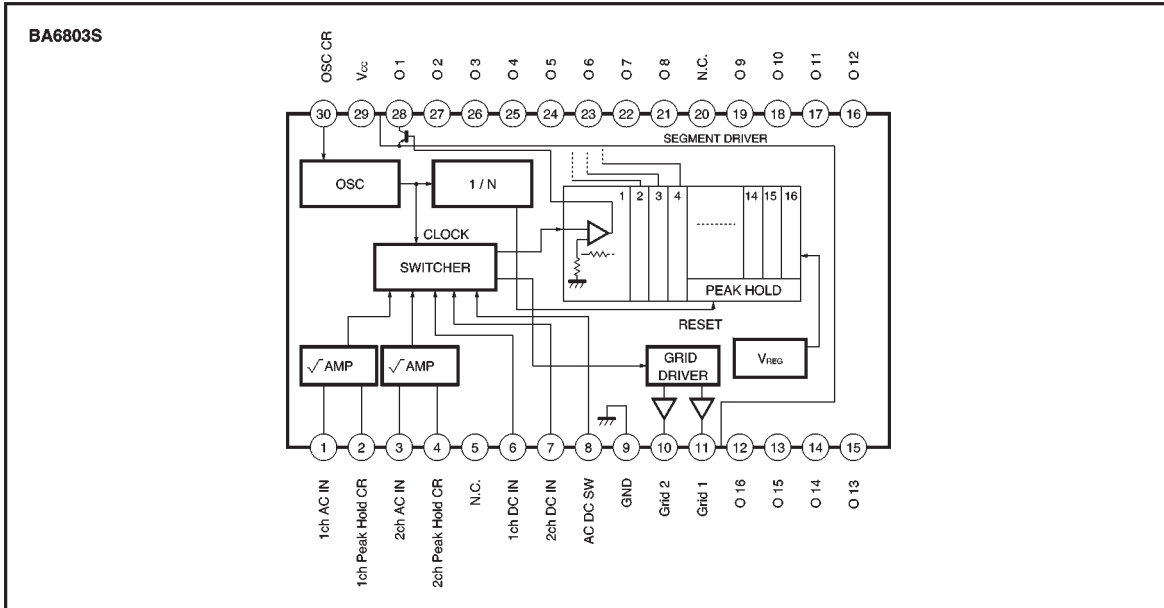 BA6803S
OSC CR
Vcc
O 1
O 2
O 3
O 4
O 5
O 6
O 7
O 8
N.C.
O 9
O 10
O 11
O 12
30
29
28
27
26
25
24
23
22
21
20
19
18
17
16
SEGMENT DRIVER
OSC
1 / N
1
2
3
4
14
15
16
CLOCK
SWITCHER
PEAK HOLD
RESET
√ AMP
√ AMP
GRID
DRIVER
VREG
1
2
3
4
5
6
7
8
9
10
11
12
13
14
15
1ch AC IN
1ch Peak Hold CR
2ch AC IN
2ch Peak Hold CR
N.C.
1ch DC IN
2ch DC IN
AC DC SW
GND
Grid 2
Grid 1
O 16
O 15
O 14
O 13